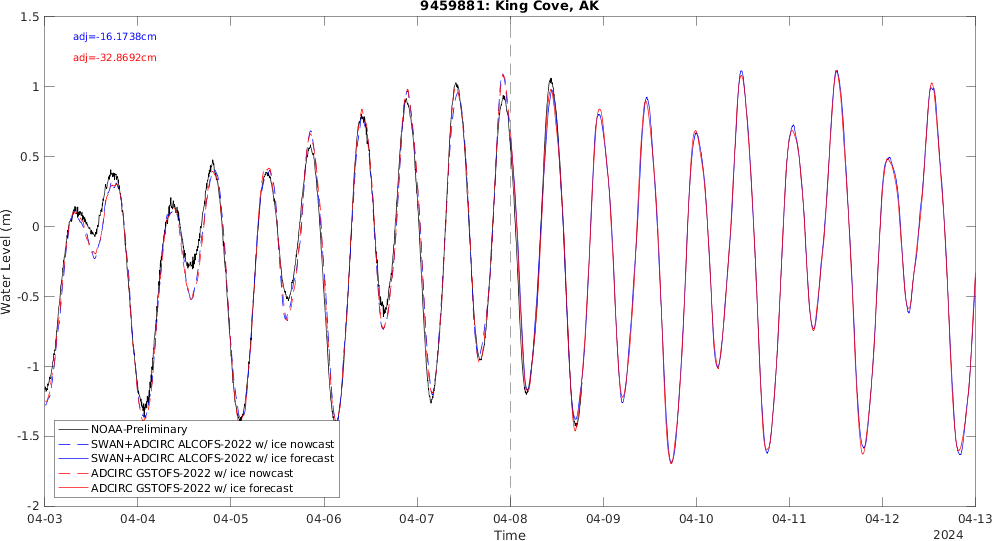 9459881: King Cove, AK
1.5
adj=-16.1738cm
adj=-32.8692cm
1
0.5
0
-0.5
-1
-1.5
-2
Water Level (m)
NOAA-Preliminary
SWAN+ADCIRC ALCOFS-2022 w/ ice nowcast
SWAN+ADCIRC ALCOFS-2022 w/ ice forecast
ADCIRC GSTOFS-2022 w/ ice nowcast
ADCIRC GSTOFS-2022 w/ ice forecast
04-03 04-04 04-05 04-06 04-07 04-08 04-09 04-10 04-11 04-12 04-13
Time
2024